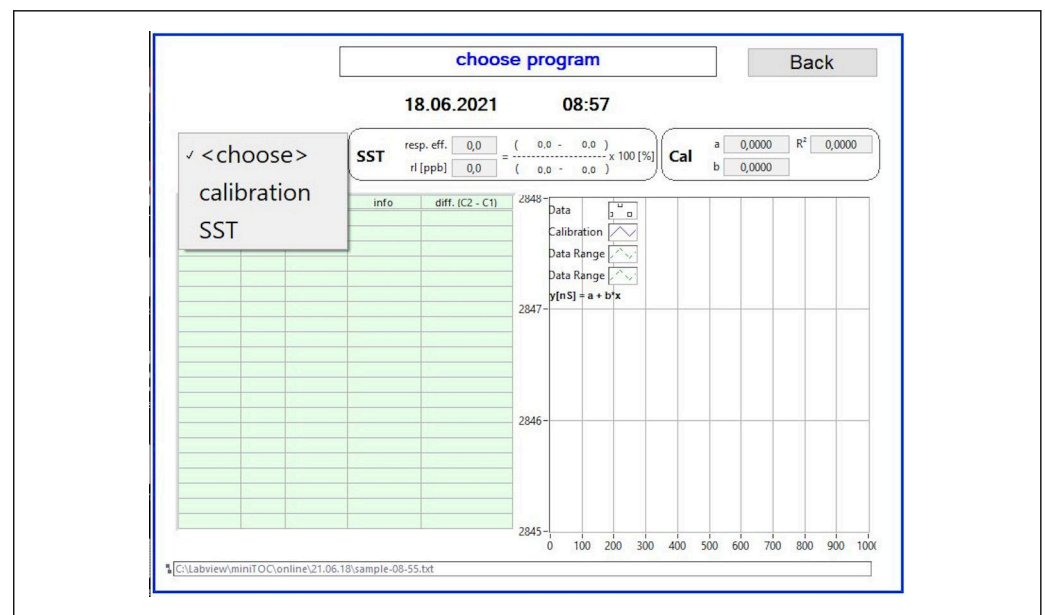 choose program
Back
18.06.2021 08:57
✓ <choose>
calibration
SST
SST resp. eff. 0,0 = ( 0,0 - 0,0 ) x 100 [%]
rl [ppb] 0,0 ( 0,0 - 0,0 )
Cal a 0,0000 R² 0,0000
b 0,0000
info diff. (C2 - C1)
2848
Data
Calibration
Data Range
Data Range
y[nS] = a + b*x
2847
2846
2845
0 100 200 300 400 500 600 700 800 900 1000
C:\Labview\miniTOC\online\21.06.18\sample-08-55.txt